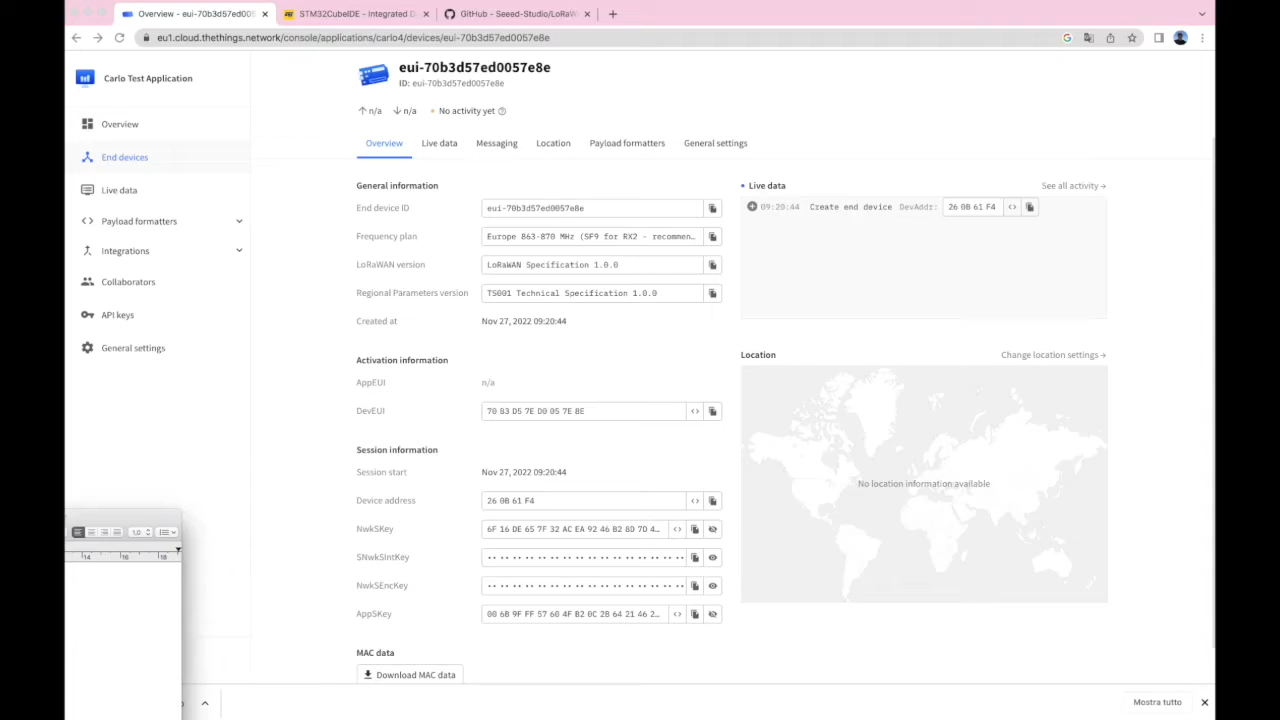 Overview - eui-70b3d57ed005
STM32CubeIDE - Integrated D
GitHub - Seeed-Studio/LoRaW
eu1.cloud.thethings.network/console/applications/carlo4/devices/eui-70b3d57ed0057e8e
Carlo Test Application
Overview
End devices
Live data
Payload formatters
Integrations
Collaborators
API keys
General settings
eui-70b3d57ed0057e8e
ID: eui-70b3d57ed0057e8e
n/a n/a No activity yet
Overview Live data Messaging Location Payload formatters General settings
General information
End device ID eui-70b3d57ed0057e8e
Frequency plan Europe 863-870 MHz (SF9 for RX2 - recommen…
LoRaWAN version LoRaWAN Specification 1.0.0
Regional Parameters version TS001 Technical Specification 1.0.0
Created at Nov 27, 2022 09:20:44
Activation information
AppEUI n/a
DevEUI 70 B3 D5 7E D0 05 7E 8E
Session information
Session start Nov 27, 2022 09:20:44
Device address 26 0B 61 F4
NwkSKey 6F 16 DE 65 7F 32 AC EA 92 46 B2 8D 7D 4…
SNwkSIntKey
NwkSEncKey
AppSKey 00 6B 9F FF 57 60 4F B2 0C 2B 64 21 46 2…
MAC data
Download MAC data
Live data See all activity →
09:20:44 Create end device DevAddr: 26 0B 61 F4 <>
Location Change location settings →
No location information available
1,0
14 16 18
Mostra tutto